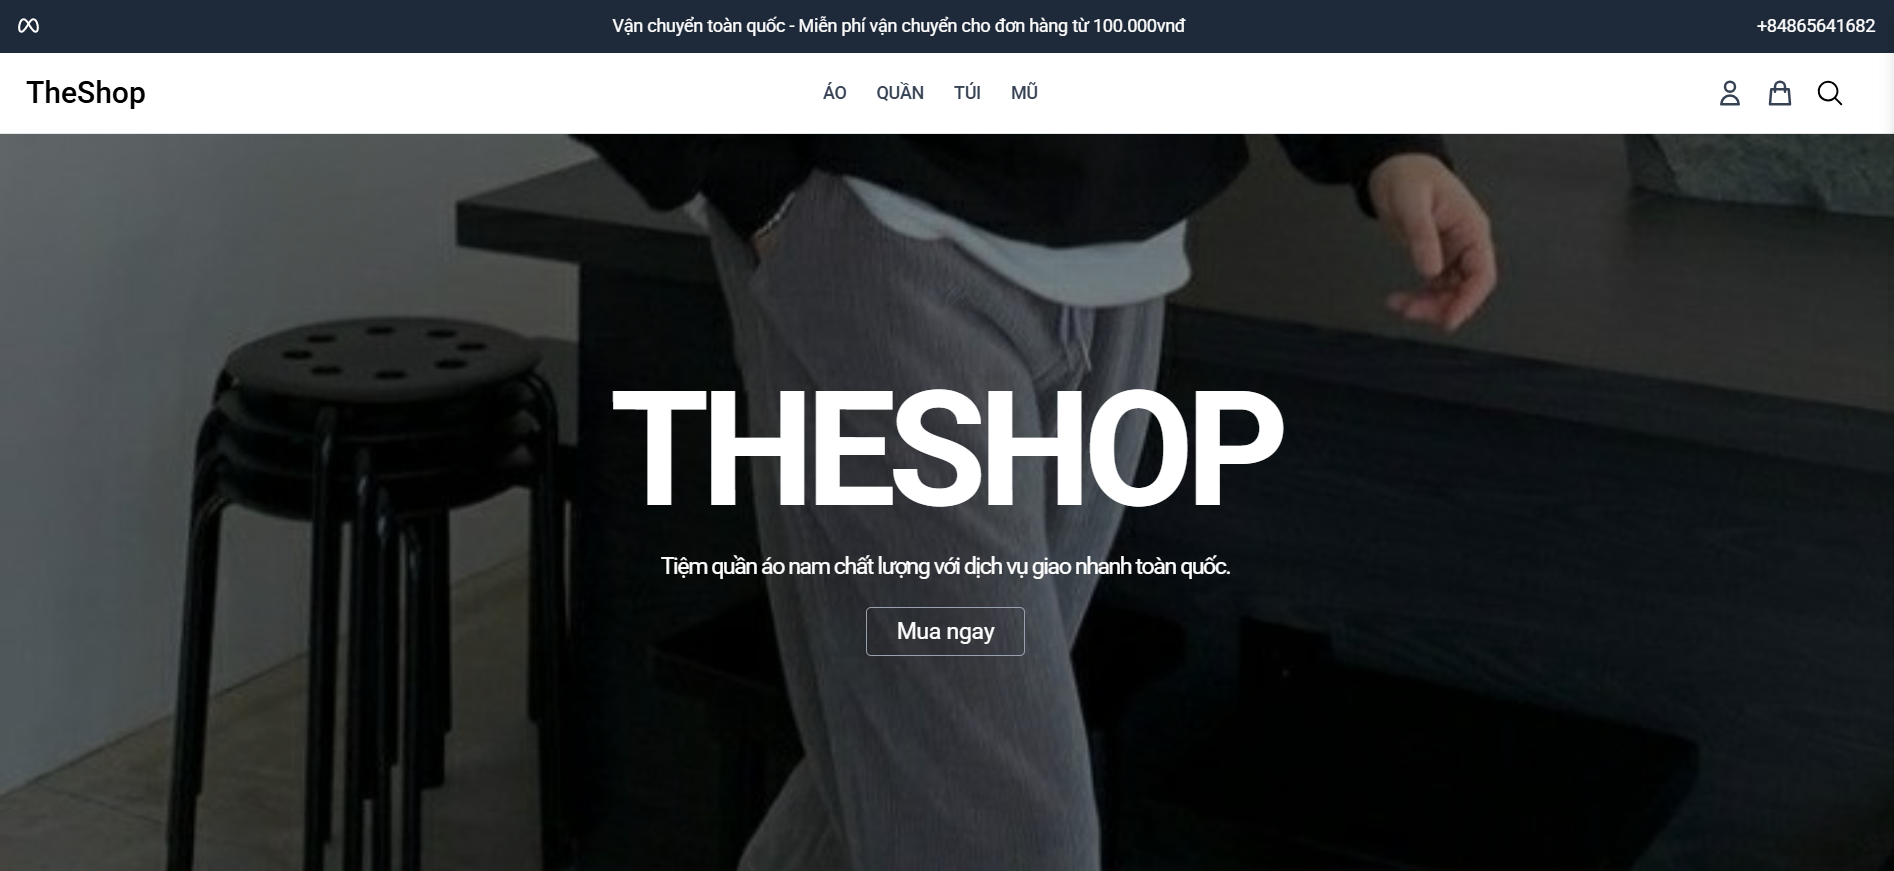 Vận chuyển toàn quốc - Miễn phí vận chuyển cho đơn hàng từ 100.000vnđ
+84865641682
TheShop
ÁO QUẦN TÚI MŨ
THESHOP
Tiệm quần áo nam chất lượng với dịch vụ giao nhanh toàn quốc.
Mua ngay